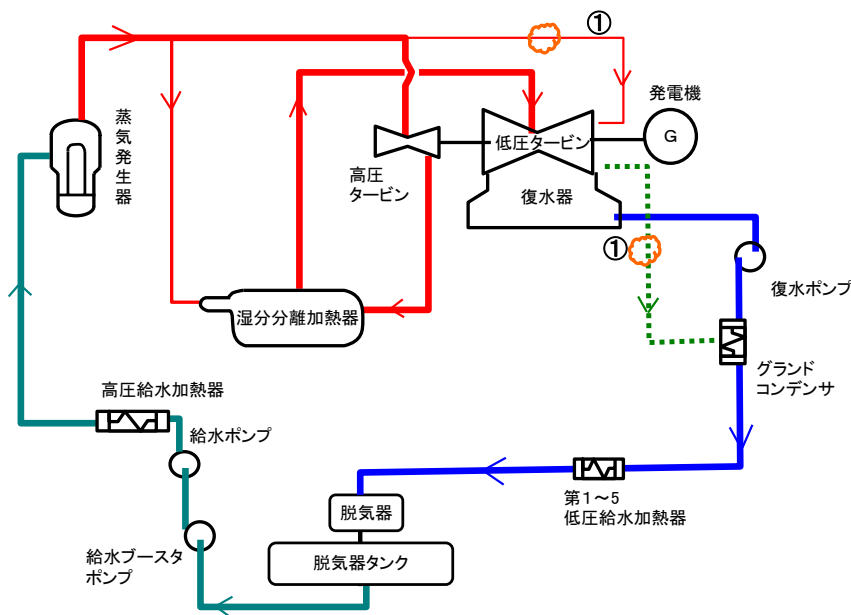 ①
発電機
G
蒸気発生器
低圧タービン
高圧
タービン
復水器
①
復水ポンプ
湿分分離加熱器
グランド
コンデンサ
高圧給水加熱器
給水ポンプ
第1～5
低圧給水加熱器
脱気器
脱気器タンク
給水ブースタ
ポンプ